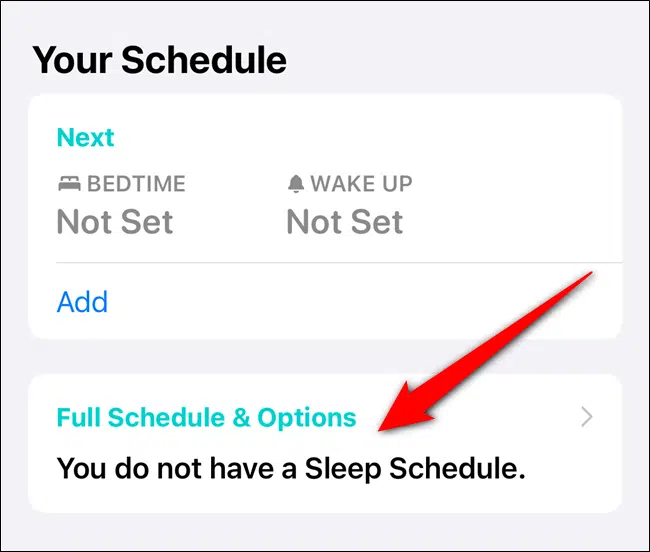 Your Schedule
Next
BEDTIME WAKE UP
Not Set Not Set
Add
Full Schedule & Options
You do not have a Sleep Schedule.